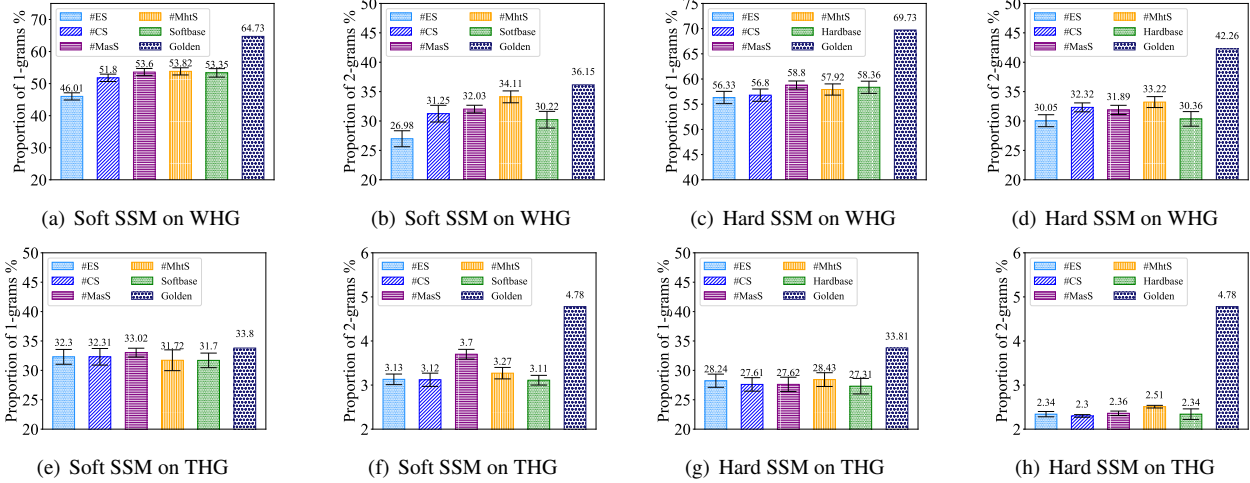 Proportion of 1-grams %
70
60
50
40
30
20
#ES
#CS
#MasS
#MhtS
Softbase
Golden
46.01
51.8
53.6
53.82
53.35
64.73
(a) Soft SSM on WHG
Proportion of 2-grams %
50
45
40
35
30
25
20
#ES
#CS
#MasS
#MhtS
Softbase
Golden
26.98
31.25
32.03
34.11
30.22
36.15
(b) Soft SSM on WHG
Proportion of 1-grams %
75
70
65
60
55
50
45
40
#ES
#CS
#MasS
#MhtS
Hardbase
Golden
56.33
56.8
58.8
57.92
58.36
69.73
(c) Hard SSM on WHG
Proportion of 2-grams %
50
45
40
35
30
25
20
#ES
#CS
#MasS
#MhtS
Hardbase
Golden
30.05
32.32
31.89
33.22
30.36
42.26
(d) Hard SSM on WHG
Proportion of 1-grams %
50
45
40
35
30
25
20
#ES
#CS
#MasS
#MhtS
Softbase
Golden
32.3
32.31
33.02
31.72
31.7
33.8
(e) Soft SSM on THG
Proportion of 2-grams %
6
5
4
3
2
#ES
#CS
#MasS
#MhtS
Softbase
Golden
3.13
3.12
3.7
3.27
3.11
4.78
(f) Soft SSM on THG
Proportion of 1-grams %
50
45
40
35
30
25
20
#ES
#CS
#MasS
#MhtS
Hardbase
Golden
28.24
27.61
27.62
28.43
27.31
33.81
(g) Hard SSM on THG
Proportion of 2-grams %
6
5
4
3
2
#ES
#CS
#MasS
#MhtS
Hardbase
Golden
2.34
2.3
2.36
2.51
2.34
4.78
(h) Hard SSM on THG